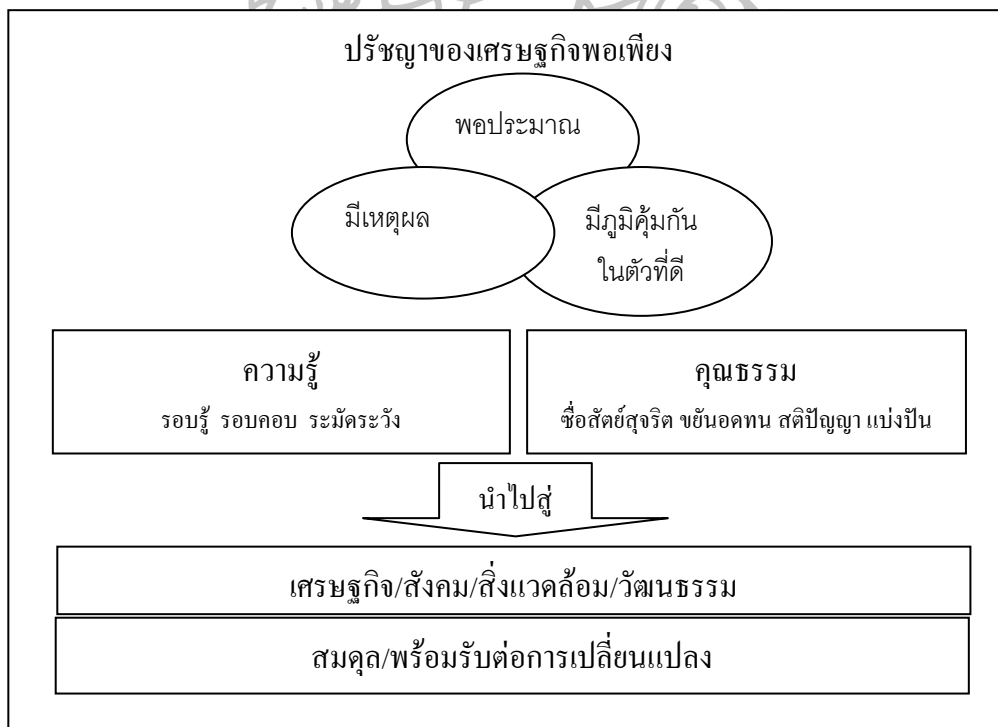 ปรัชญาของเศรษฐกิจพอเพียง
พอประมาณ
มีเหตุผล
มีภูมิคุ้มกัน
ในตัวที่ดี
ความรู้
รอบรู้ รอบคอบ ระมัดระวัง
คุณธรรม
ซื่อสัตย์สุจริต ขยันอดทน สติปัญญา แบ่งปัน
นำไปสู่
เศรษฐกิจ/สังคม/สิ่งแวดล้อม/วัฒนธรรม
สมดุล/พร้อมรับต่อการเปลี่ยนแปลง